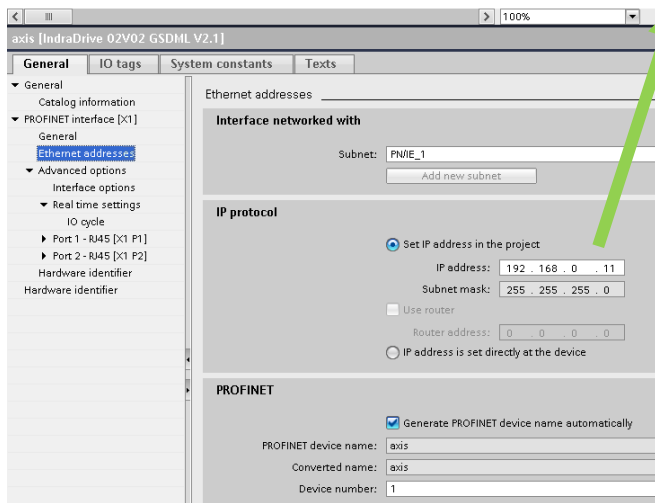 100%
axis [IndraDrive 02V02 GSDML V2.1]
General IO tags System constants Texts
General
Catalog information
PROFINET interface [X1]
General
Ethernet addresses
Advanced options
Interface options
Real time settings
IO cycle
Port 1 - RJ45 [X1 P1]
Port 2 - RJ45 [X1 P2]
Hardware identifier
Hardware identifier
Ethernet addresses
Interface networked with
Subnet: PN/IE_1
Add new subnet
IP protocol
Set IP address in the project
IP address: 192 . 168 . 0 . 11
Subnet mask: 255 . 255 . 255 . 0
Use router
Router address: 0 . 0 . 0 . 0
IP address is set directly at the device
PROFINET
Generate PROFINET device name automatically
PROFINET device name: axis
Converted name: axis
Device number: 1